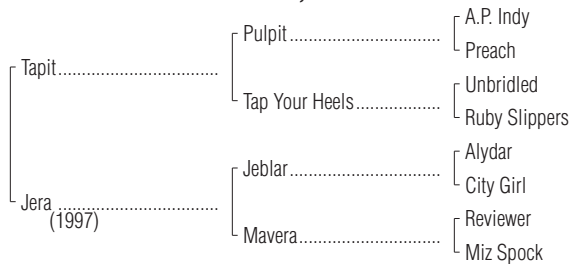 A.P. Indy
Pulpit
Preach
Tapit
Unbridled
Tap Your Heels
Ruby Slippers
Alydar
Jeblar
City Girl
Jera
(1997)
Reviewer
Mavera
Miz Spock